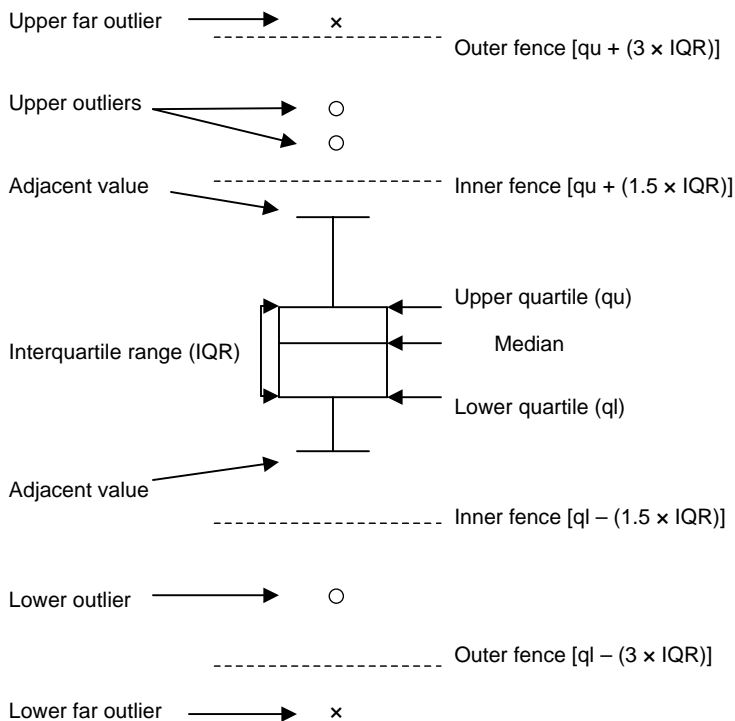 Upper far outlier
×
Outer fence [qu + (3 × IQR)]
Upper outliers
Adjacent value
Inner fence [qu + (1.5 × IQR)]
Upper quartile (qu)
Interquartile range (IQR)
Median
Lower quartile (ql)
Adjacent value
Inner fence [ql – (1.5 × IQR)]
Lower outlier
Outer fence [ql – (3 × IQR)]
Lower far outlier
×